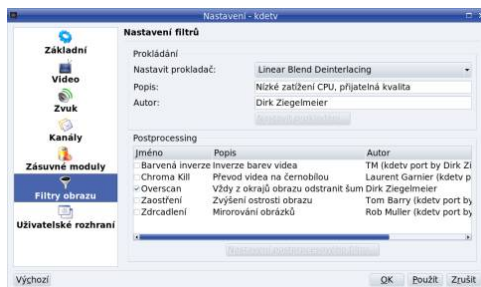 Nastavení - kdetv
Základní
Video
Zvuk
Kanály
Zásuvné moduly
Filtry obrazu
Uživatelské rozhraní
Nastavení filtrů
Prokládání
Nastavit prokladač: Linear Blend Deinterlacing
Popis: Nízké zatížení CPU, přijatelná kvalita
Autor: Dirk Ziegelmeier
Postprocessing
Jméno Popis Autor
Barvená inverze Inverze barev videa TM (kdetv port by Dirk Zi
Chroma Kill Převod videa na černobílou Laurent Garnier (kdetv p
Overscan Vždy z okrajů obrazu odstranit šum Dirk Ziegelmeier
Zaostření Zvýšení ostrosti obrazu Tom Barry (kdetv port by
Zdrcadlení Mirorování obrázků Rob Muller (kdetv port by
Výchozí OK Použít Zrušit